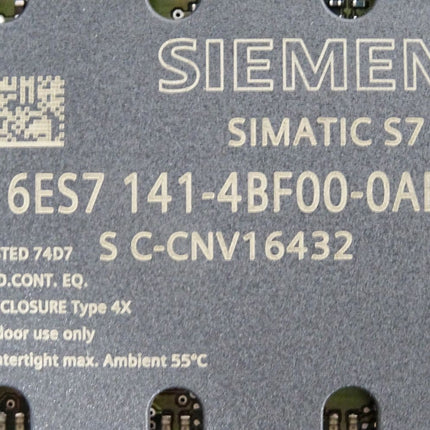 SIEMEN
SIMATIC S7
6ES7 141-4BF00-0A
S C-CNV16432
STED 74D7
D.CONT. EQ.
CLOSURE Type 4X
door use only
atertight max. Ambient 55°C